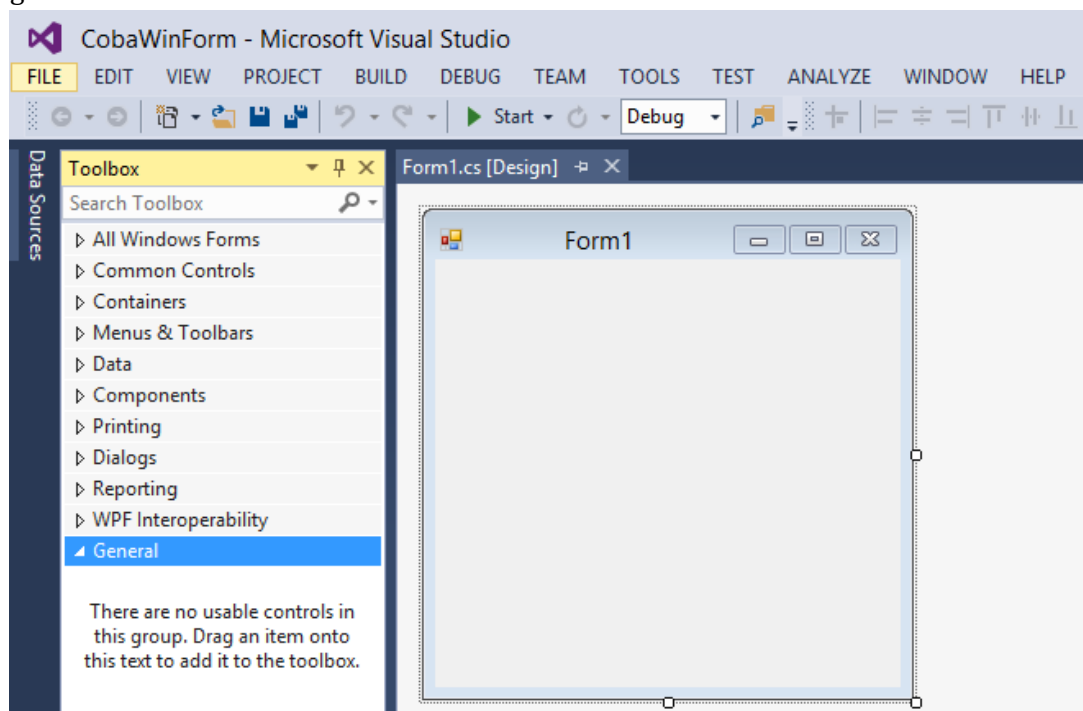 CobaWinForm - Microsoft Visual Studio
FILE EDIT VIEW PROJECT BUILD DEBUG TEAM TOOLS TEST ANALYZE WINDOW HELP
Start Debug
Data Sources
Toolbox
Form1.cs [Design]
Search Toolbox
All Windows Forms
Common Controls
Containers
Menus & Toolbars
Data
Components
Printing
Dialogs
Reporting
WPF Interoperability
General
There are no usable controls in
this group. Drag an item onto
this text to add it to the toolbox.
Form1